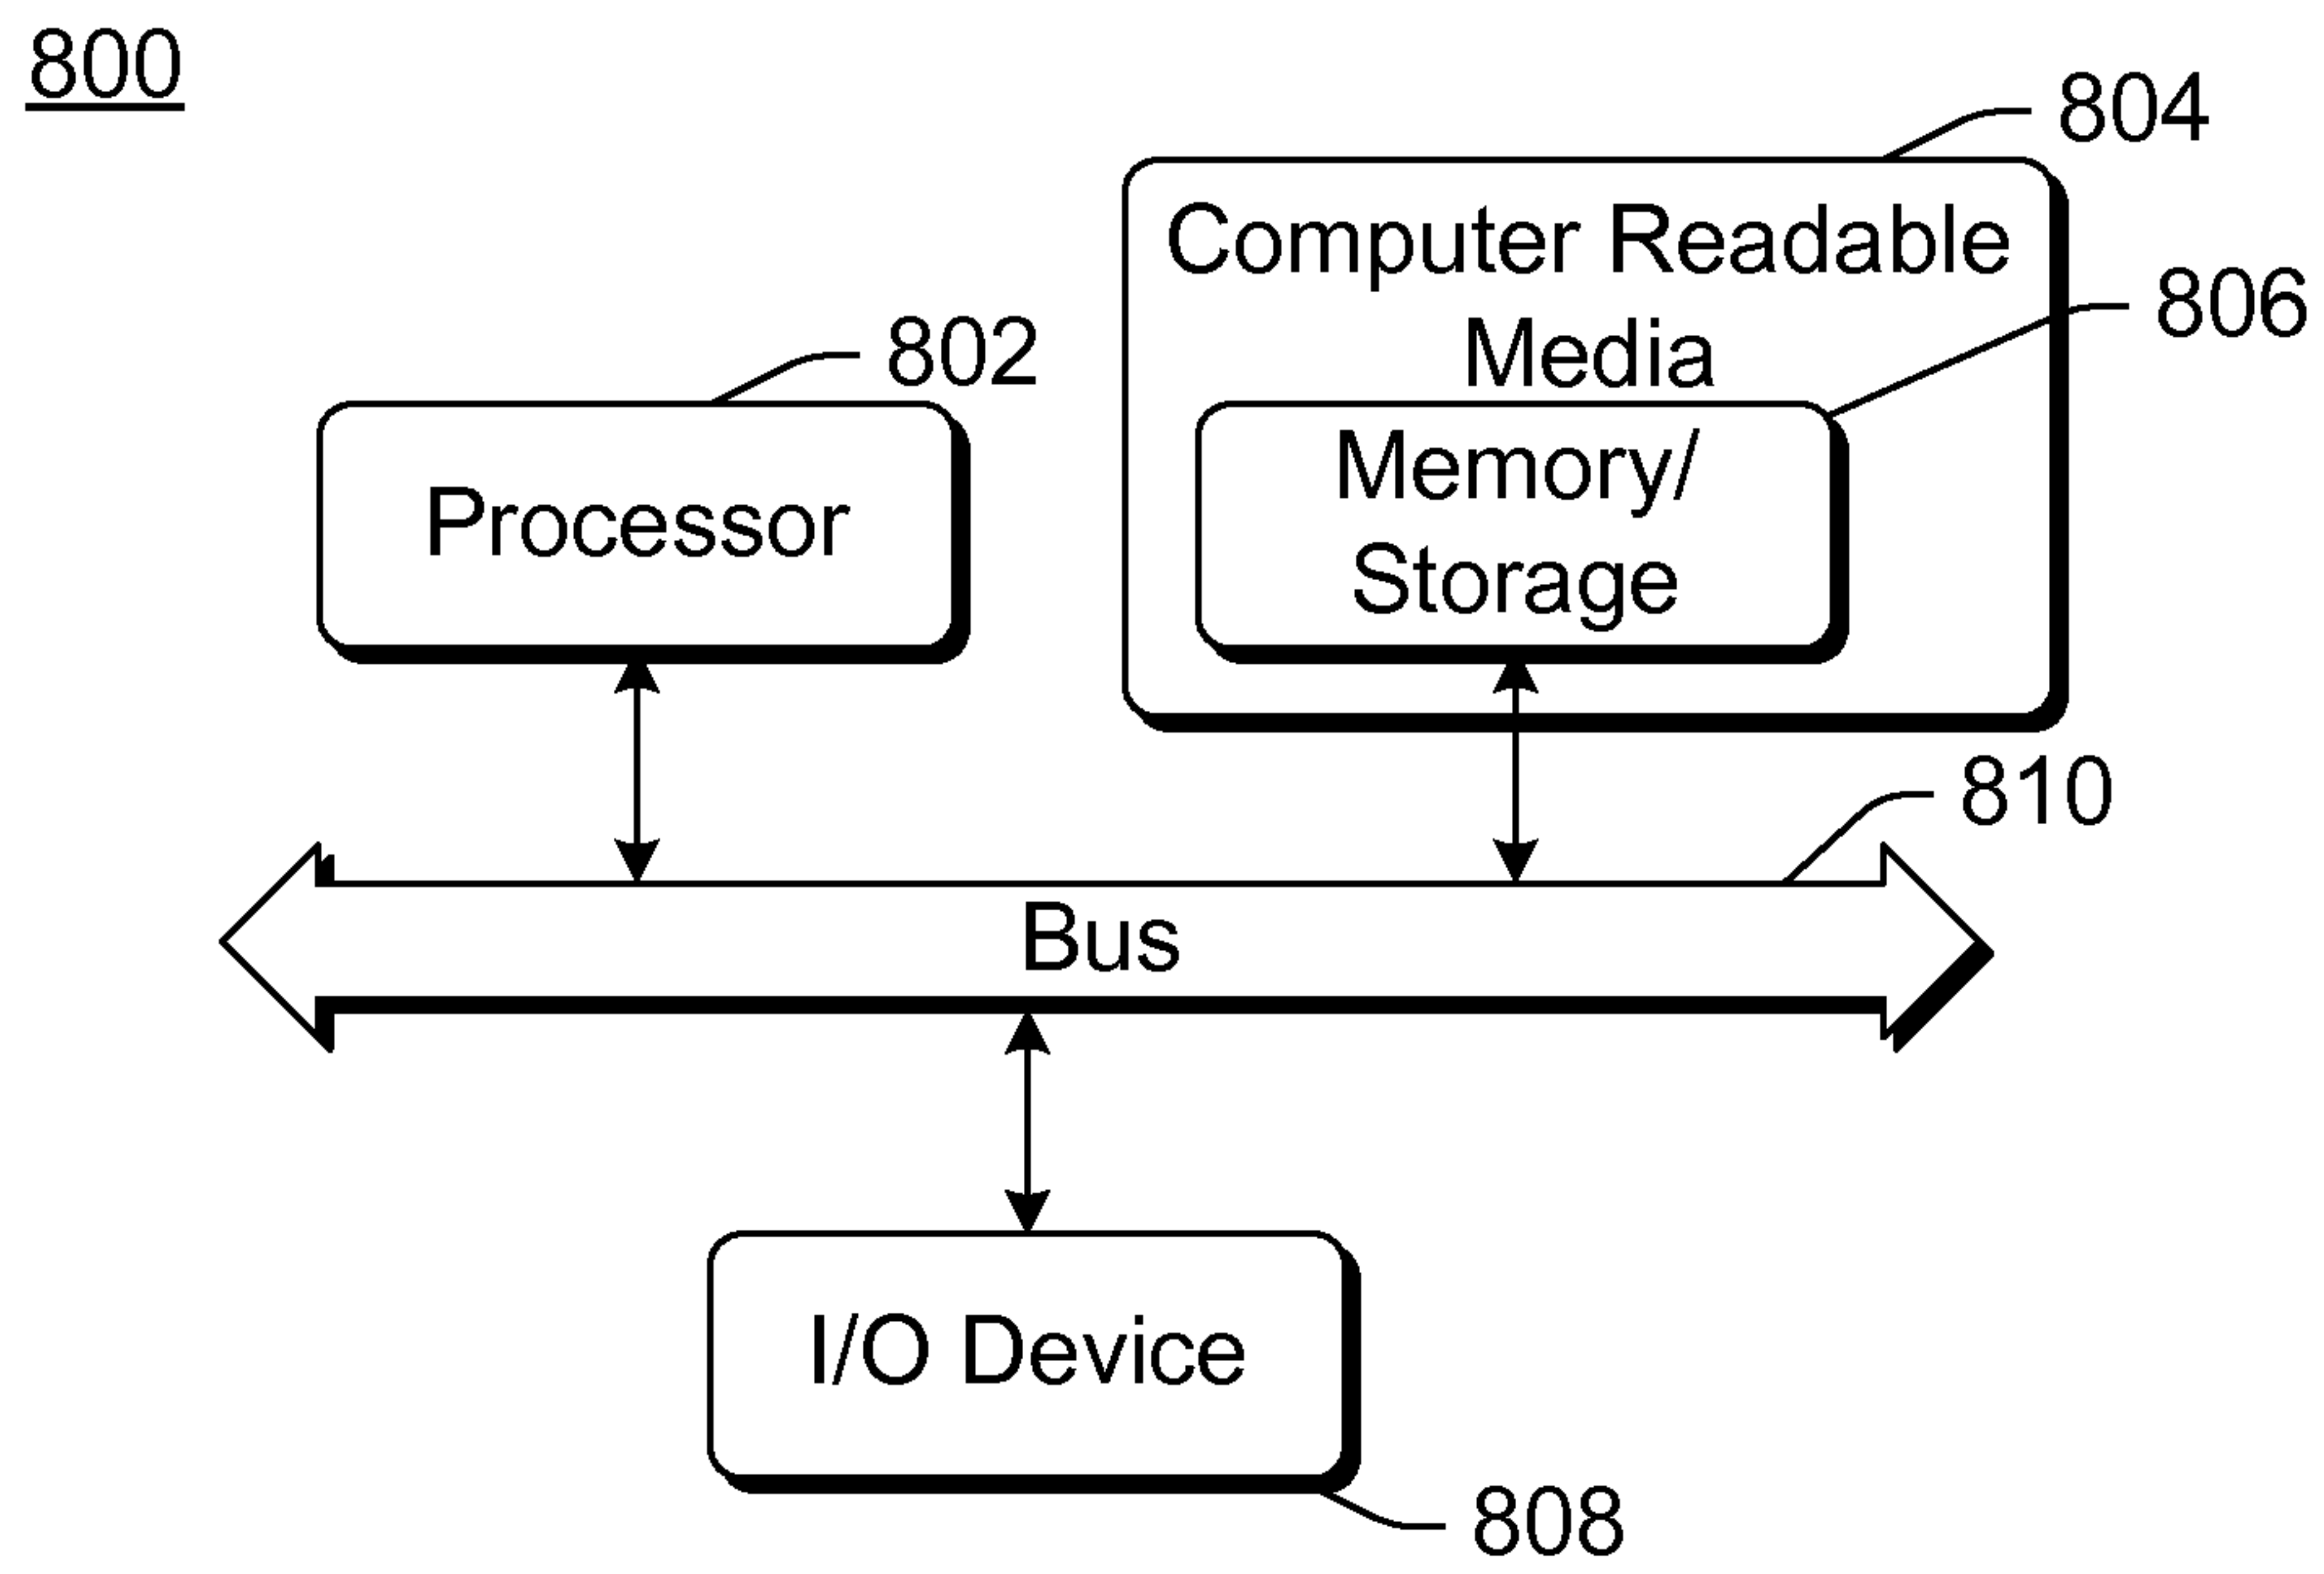 800
804
Computer Readable
Media
806
802
Processor
Memory/
Storage
810
Bus
I/O Device
808